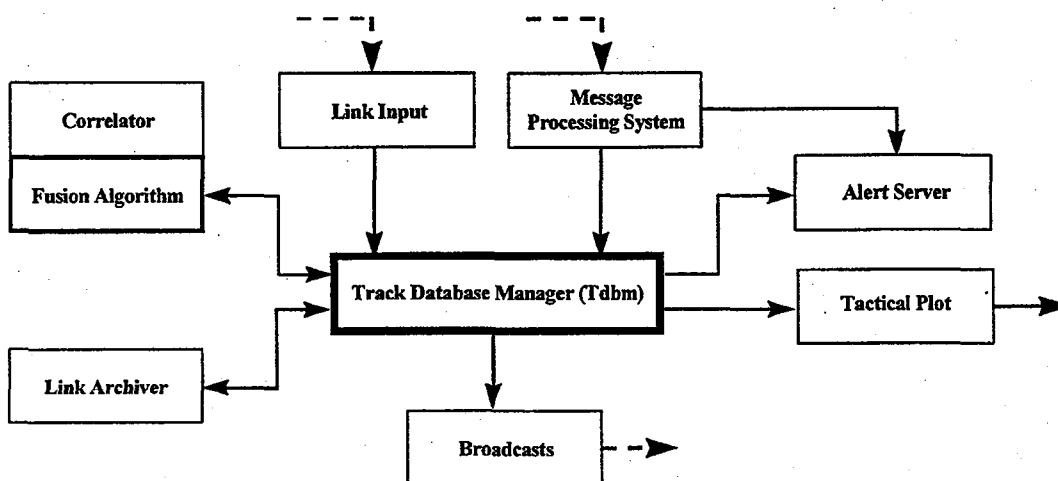 Link Input
Message
Processing System
Correlator
Fusion Algorithm
Alert Server
Track Database Manager (Tdbm)
Tactical Plot
Link Archiver
Broadcasts